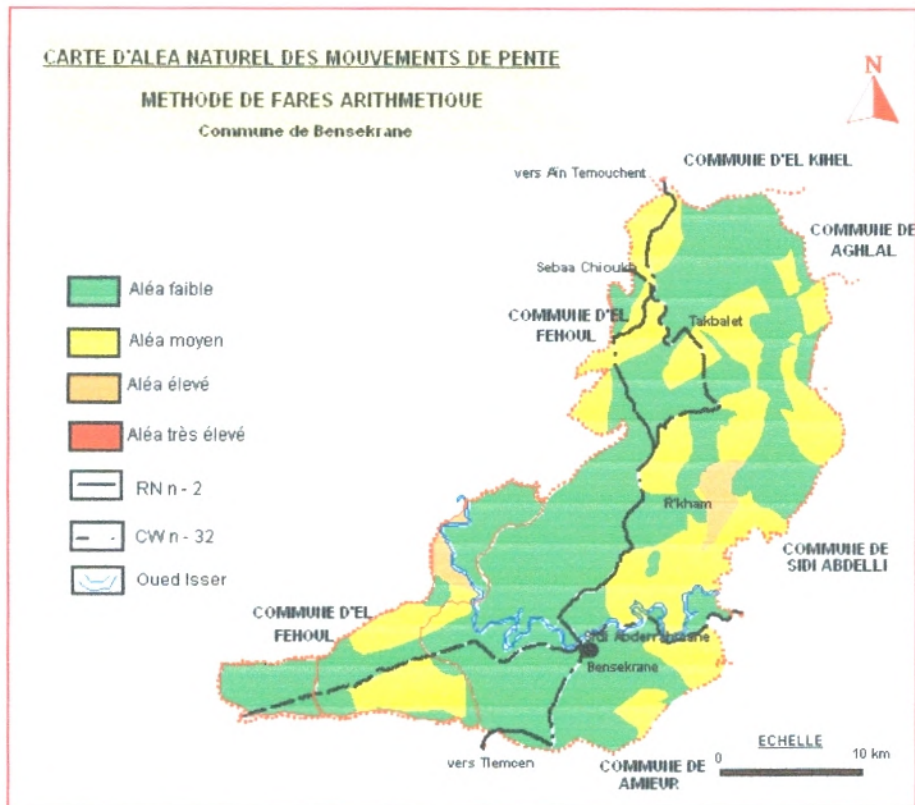 CARTE D'ALEA NATUREL DES MOUVEMENTS DE PENTE
METHODE DE FARES ARITHMETIQUE
Commune de Bensekrane
N
COMMUNE D'EL KIHEL
vers Aïn Temouchent
COMMUNE DE
AGHLAL
Sebaa Chioukh
COMMUNE D'EL
FEHOUL
Takbalet
Aléa faible
Aléa moyen
Aléa élevé
Aléa très élevé
RN n - 2
CW n - 32
Oued Isser
R'kham
COMMUNE DE
SIDI ABDELLI
COMMUNE D'EL
FEHOUL
Sidi Abderrahmane
Bensekrane
vers Tlemcen
COMMUNE DE
AMIEUR
ECHELLE
0 10 km